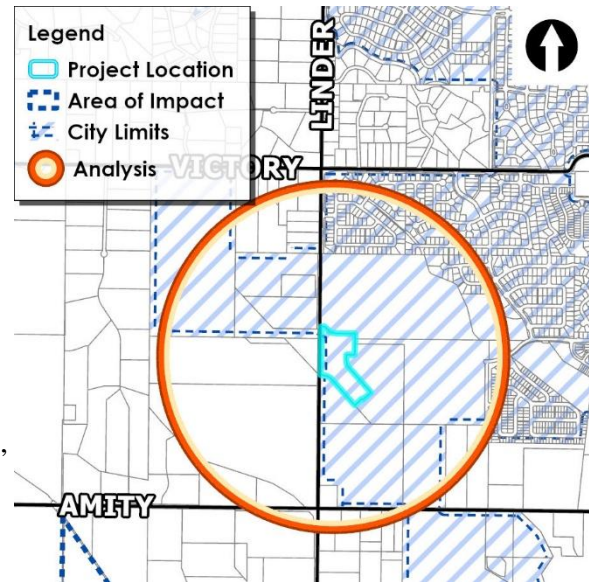 Legend
Project Location
Area of Impact
City Limits
Analysis
LINDER
VICTORY
AMITY
,